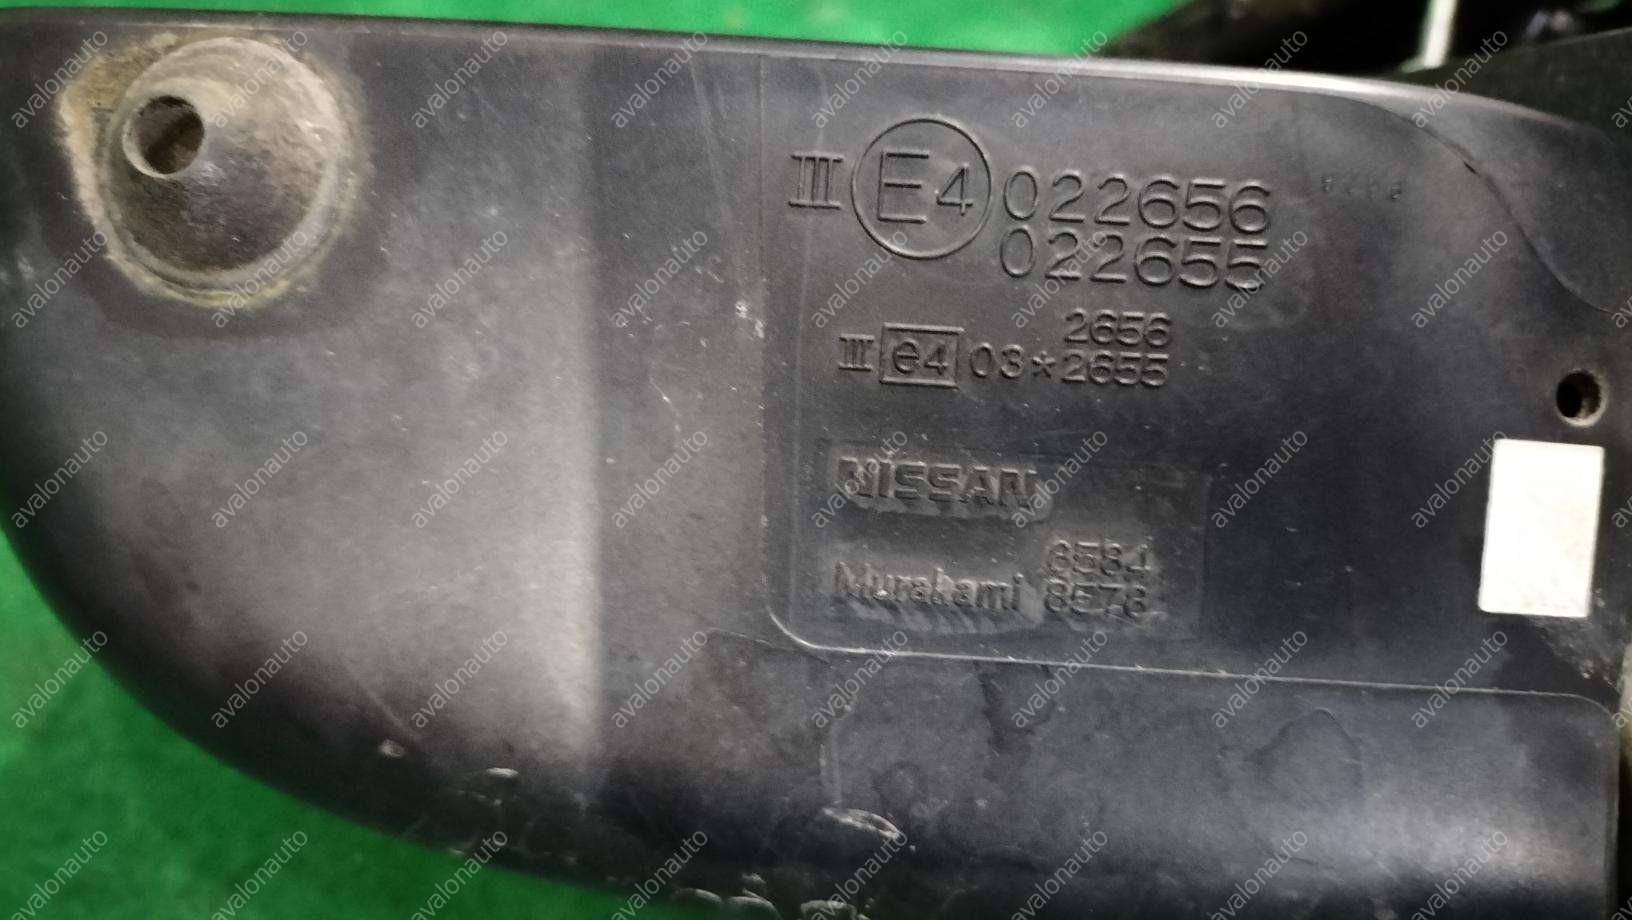 III E4 022656
022655
2656
III e4 03*2655
NISSAN
8584
Murakami 8578
avalonauto